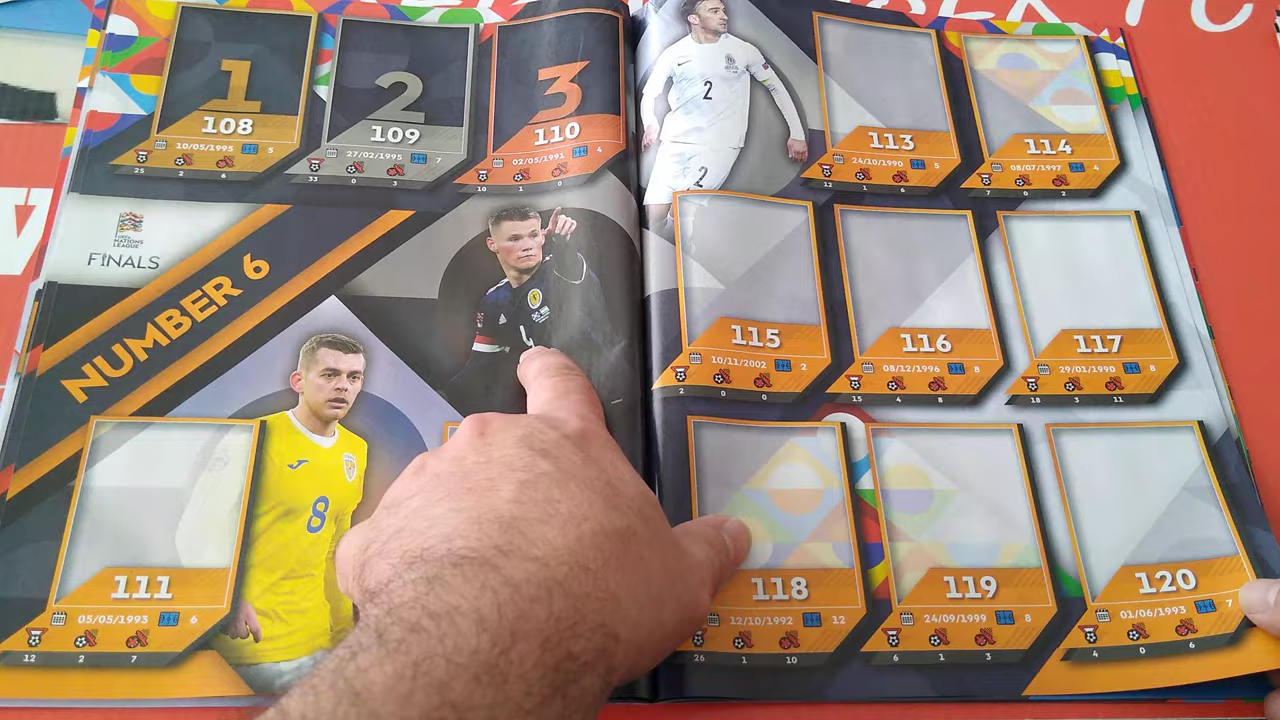 1
108
10/05/1995 5
25 2 6
2
109
27/02/1995 7
33 0 3
3
110
02/05/1991 4
10 1 0
2
2
113
24/10/1990 5
12 1 6
114
08/07/1997 4
7 0 2
UEFA
NATIONS
LEAGUE
FINALS
NUMBER 6
4
115
10/11/2002 2
2 0 0
116
08/12/1996 8
15 4 8
117
29/01/1990 8
18 3 11
8
111
05/05/1993 6
12 2 7
118
12/10/1992 12
26 1 10
119
24/09/1999 8
6 1 3
120
01/06/1993 7
4 0 6